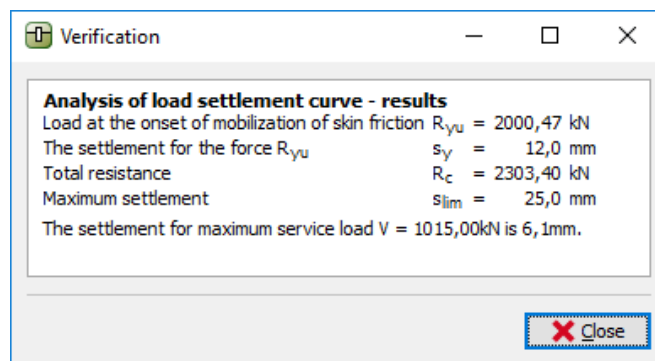 Verification
Analysis of load settlement curve - results
Load at the onset of mobilization of skin friction Ryu = 2000,47 kN
The settlement for the force Ryu sy = 12,0 mm
Total resistance Rc = 2303,40 kN
Maximum settlement slim = 25,0 mm
The settlement for maximum service load V = 1015,00kN is 6,1mm.
Close